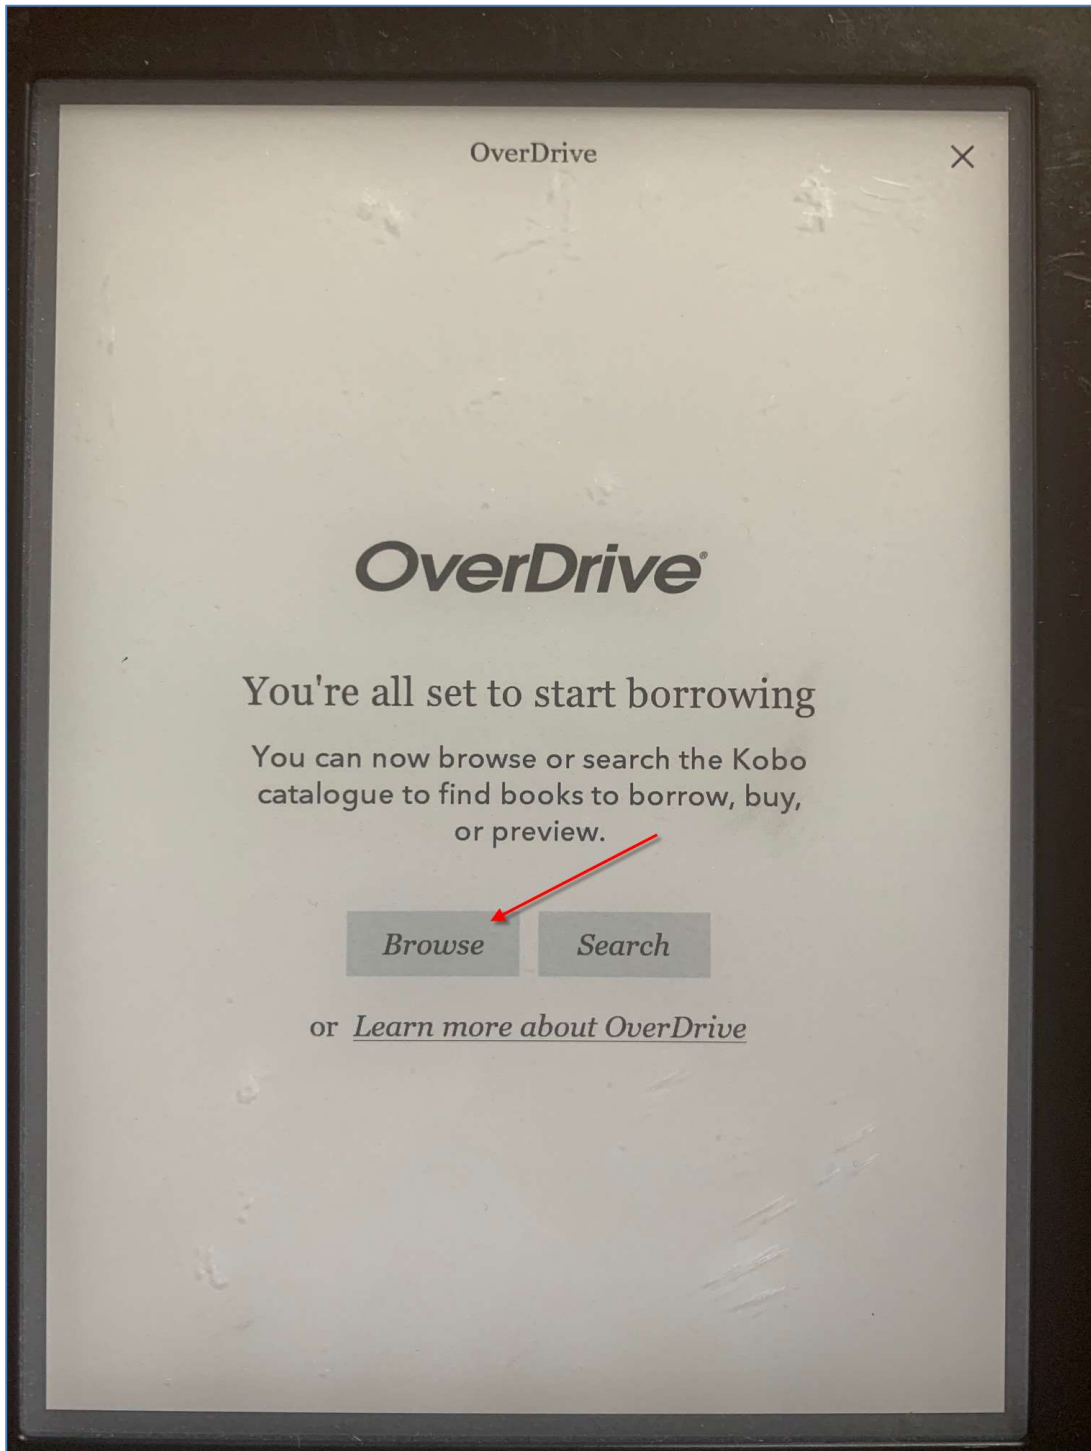 OverDrive
OverDrive®
You're all set to start borrowing
You can now browse or search the Kobo
catalogue to find books to borrow, buy,
or preview.
Browse Search
or Learn more about OverDrive